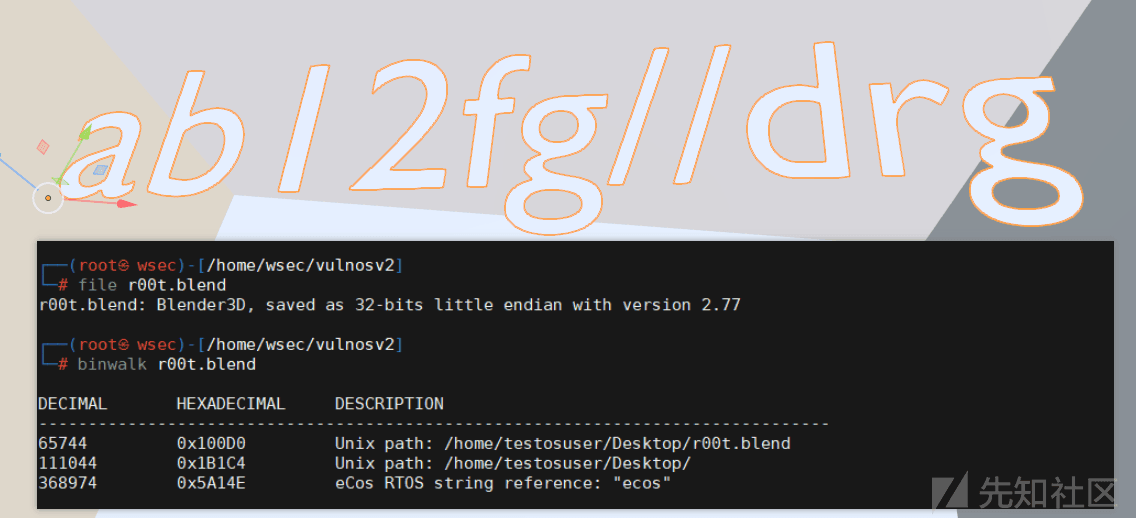 ab12fg//drg
┌──(root㉿ wsec)-[/home/wsec/vulnosv2]
└─# file r00t.blend
r00t.blend: Blender3D, saved as 32-bits little endian with version 2.77
┌──(root㉿ wsec)-[/home/wsec/vulnosv2]
└─# binwalk r00t.blend
DECIMAL HEXADECIMAL DESCRIPTION
--------------------------------------------------------------------------------
65744 0x100D0 Unix path: /home/testosuser/Desktop/r00t.blend
111044 0x1B1C4 Unix path: /home/testosuser/Desktop/
368974 0x5A14E eCos RTOS string reference: "ecos"
先知社区